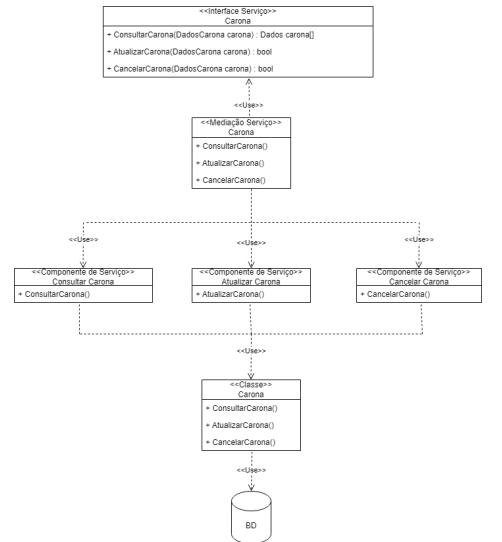 <<Interface Serviço>>
Carona
+ ConsultarCarona(DadosCarona carona) : Dados carona[]
+ AtualizarCarona(DadosCarona carona) : bool
+ CancelarCarona(DadosCarona carona) : bool
<<Use>>
<<Mediação Serviço>>
Carona
+ ConsultarCarona()
+ AtualizarCarona()
+ CancelarCarona()
<<Use>>
<<Use>>
<<Use>>
<<Componente de Serviço>>
Consultar Carona
+ ConsultarCarona()
<<Componente de Serviço>>
Atualizar Carona
+ AtualizarCarona()
<<Componente de Serviço>>
Cancelar Carona
+ CancelarCarona()
<<Use>>
<<Classe>>
Carona
+ ConsultarCarona()
+ AtualizarCarona()
+ CancelarCarona()
<<Use>>
BD